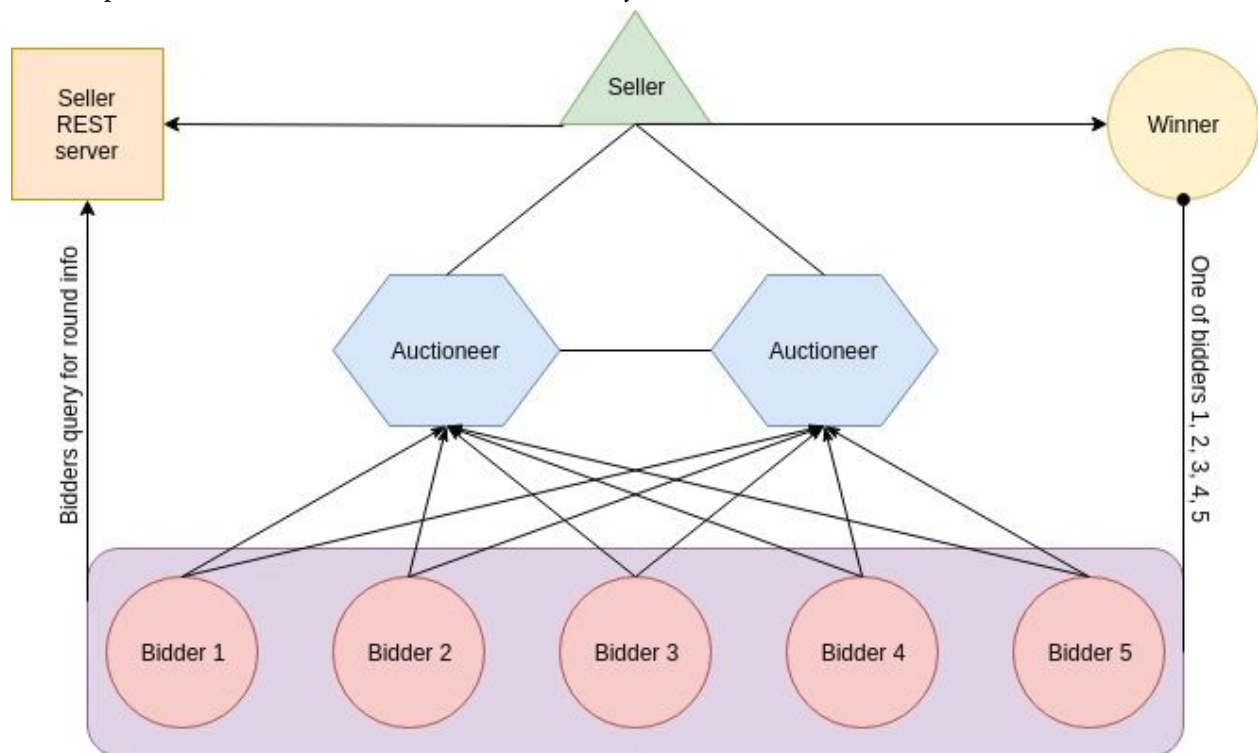 Seller
Seller
REST
server
Winner
Bidders query for round info
One of bidders 1, 2, 3, 4, 5
Auctioneer
Auctioneer
Bidder 1
Bidder 2
Bidder 3
Bidder 4
Bidder 5